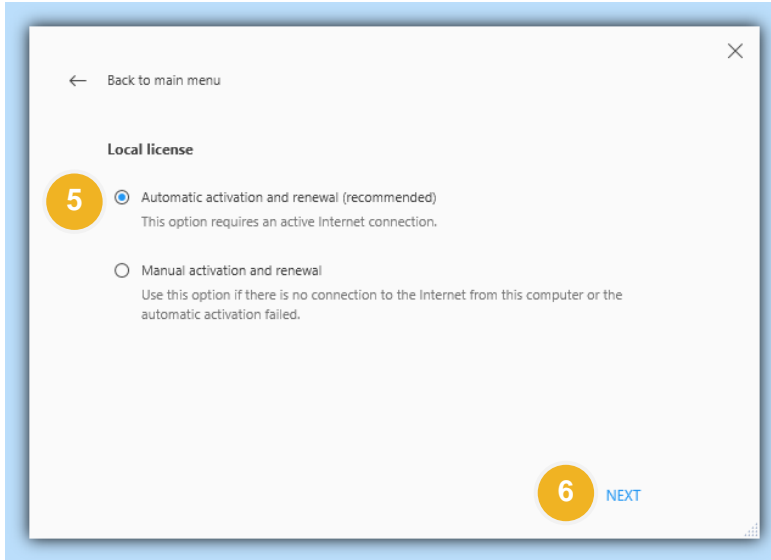 Back to main menu
Local license
5
Automatic activation and renewal (recommended)
This option requires an active Internet connection.
Manual activation and renewal
Use this option if there is no connection to the Internet from this computer or the
automatic activation failed.
6
NEXT